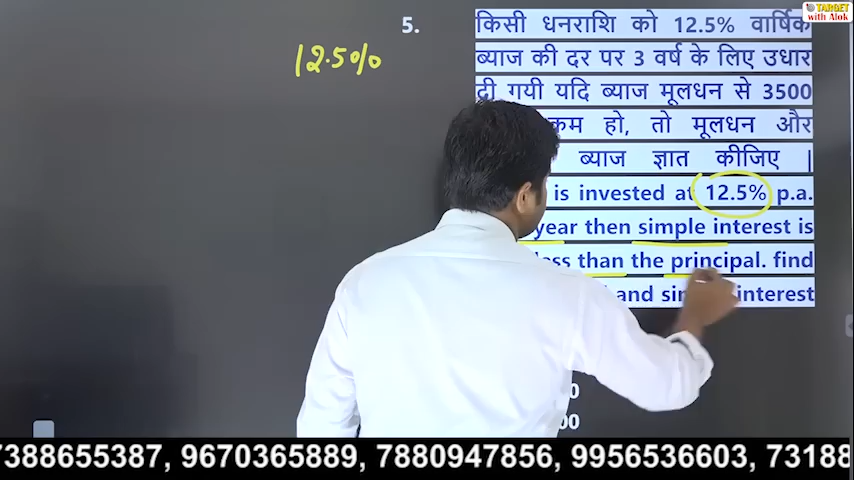 TARGET
with Alok
5.
किसी धनराशि को 12.5% वार्षिक
12.5%
ब्याज की दर पर 3 वर्ष के लिए उधार
दी गयी यदि ब्याज मूलधन से 3500
कम हो, तो मूलधन और
ब्याज ज्ञात कीजिए |
is invested at 12.5% p.a.
year then simple interest is
less than the principal. find
and interest
7388655387, 9670365889, 7880947856, 9956536603, 73188